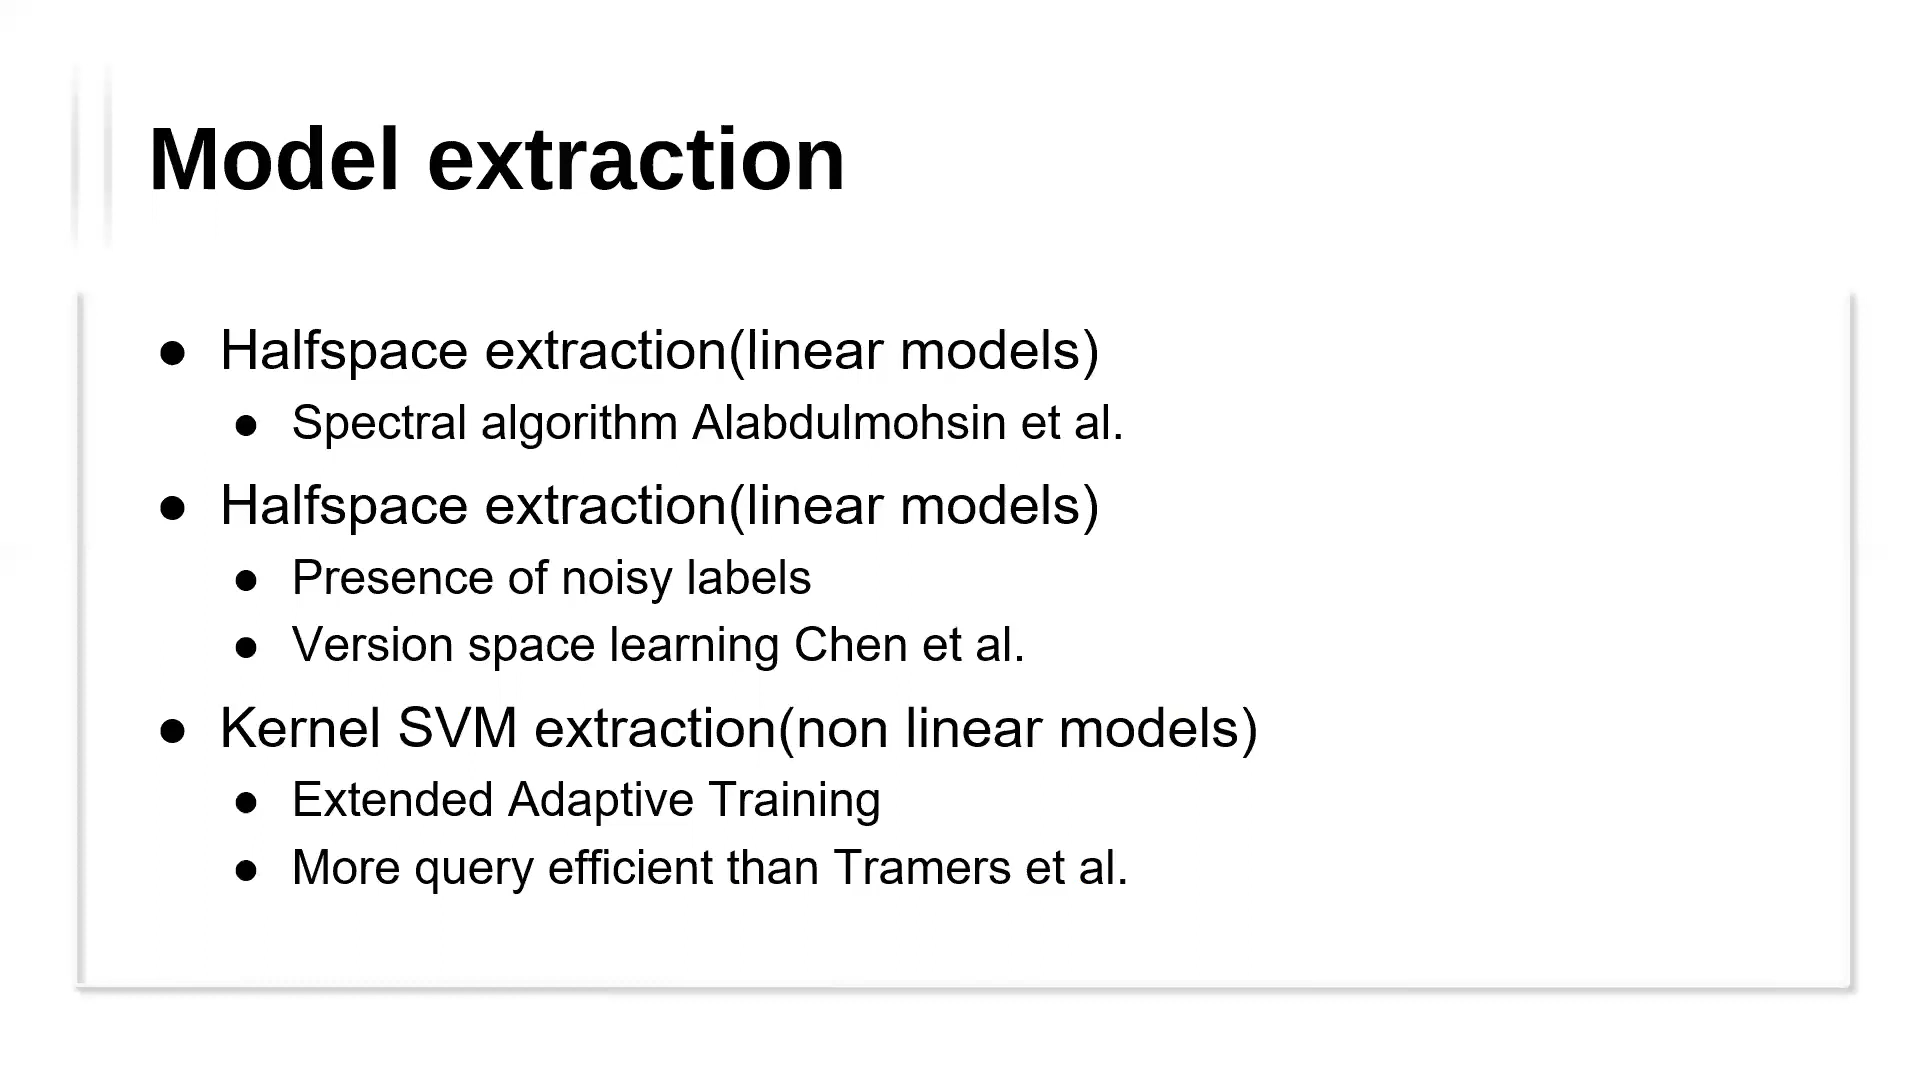 Model extraction
● Halfspace extraction(linear models)
● Spectral algorithm Alabdulmohsin et al.
● Halfspace extraction(linear models)
● Presence of noisy labels
● Version space learning Chen et al.
● Kernel SVM extraction(non linear models)
● Extended Adaptive Training
● More query efficient than Tramers et al.